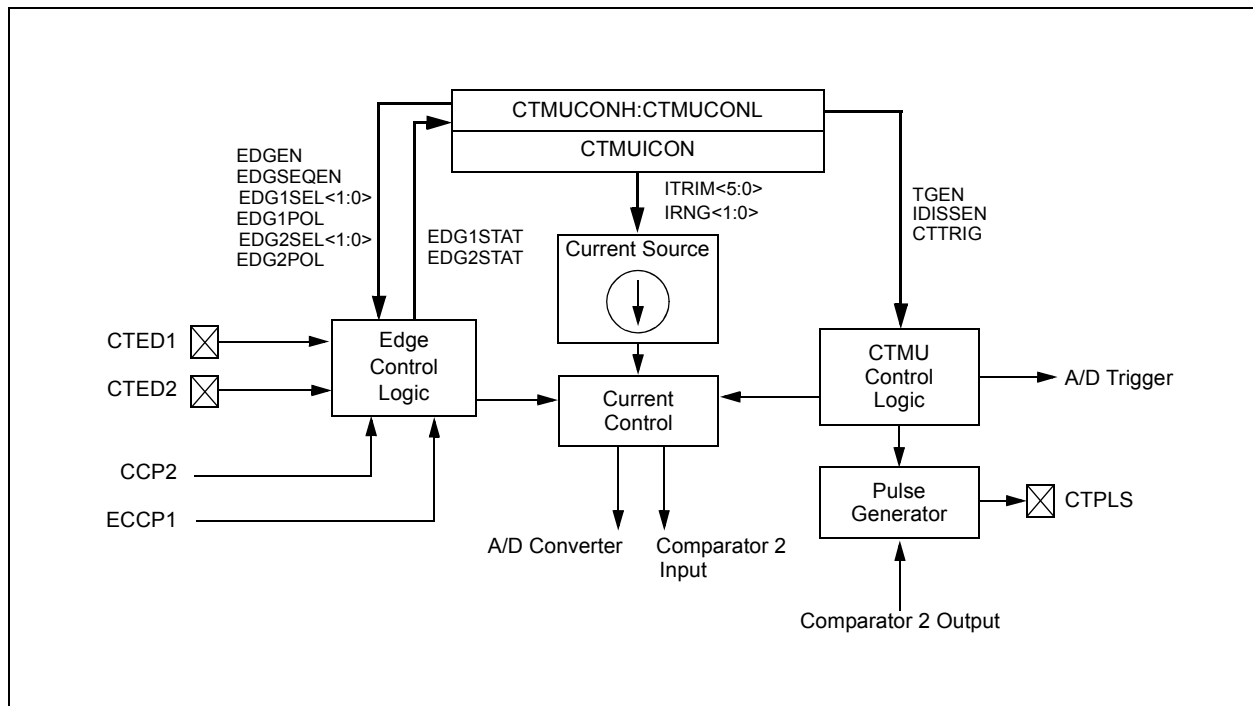 CTMUCONH:CTMUCONL
CTMUICON
EDGEN
EDGSEQEN
EDG1SEL<1:0>
EDG1POL
EDG2SEL<1:0>
EDG2POL
EDG1STAT
EDG2STAT
ITRIM<5:0>
IRNG<1:0>
TGEN
IDISSEN
CTTRIG
Current Source
CTED1
CTED2
Edge
Control
Logic
Current
Control
CTMU
Control
Logic
A/D Trigger
CCP2
ECCP1
Pulse
Generator
CTPLS
A/D Converter
Comparator 2
Input
Comparator 2 Output